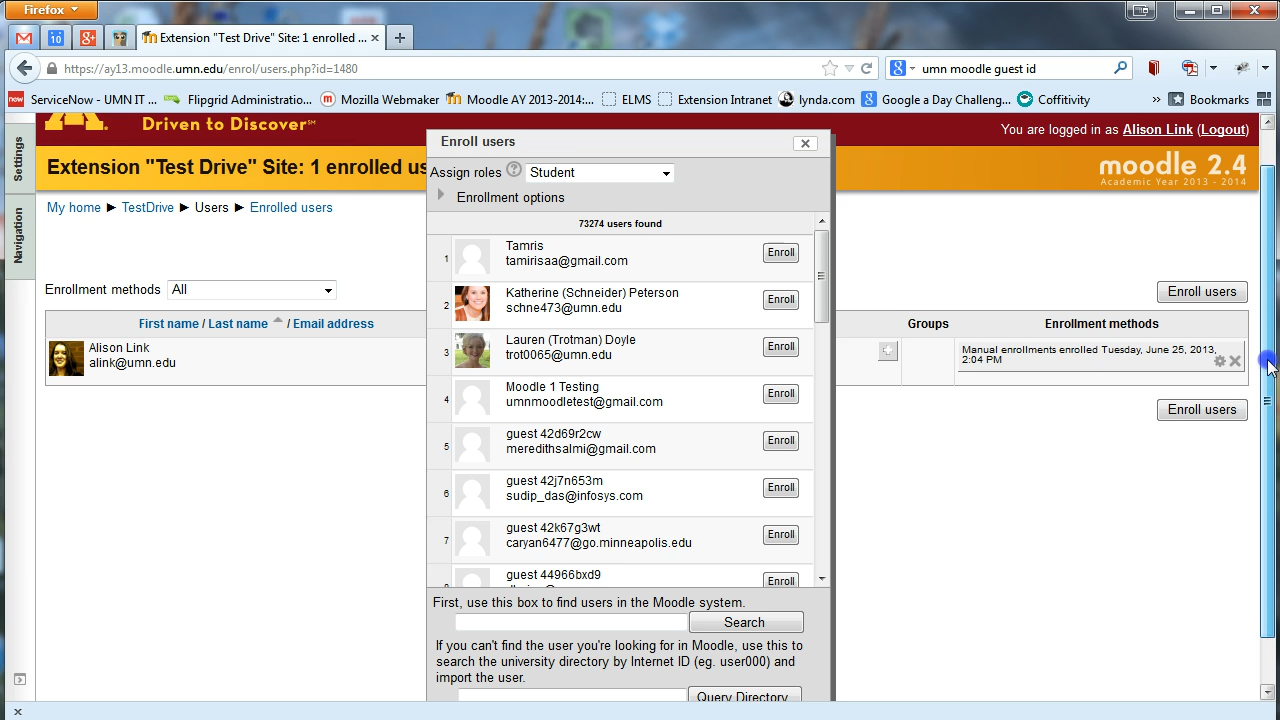 Firefox
10
Extension "Test Drive" Site: 1 enrolled ...
https://ay13.moodle.umn.edu/enrol/users.php?id=1480
umn moodle guest id
now ServiceNow - UMN IT ...
Flipgrid Administratio...
Mozilla Webmaker
Moodle AY 2013-2014:...
ELMS
Extension Intranet
lynda.com
Google a Day Challeng...
Coffitivity
»
Bookmarks
Settings
Navigation
Driven to Discover℠
You are logged in as Alison Link (Logout)
Extension "Test Drive" Site: 1 enrolled us
moodle 2.4
Academic Year 2013 - 2014
My home ► TestDrive ► Users ► Enrolled users
Enrollment methods All
Enroll users
First name / Last name / Email address
Groups
Enrollment methods
Alison Link
alink@umn.edu
Manual enrollments enrolled Tuesday, June 25, 2013,
2:04 PM
Enroll users
Enroll users
Assign roles Student
Enrollment options
73274 users found
1 Tamris
tamirisaa@gmail.com
Enroll
2 Katherine (Schneider) Peterson
schne473@umn.edu
Enroll
3 Lauren (Trotman) Doyle
trot0065@umn.edu
Enroll
4 Moodle 1 Testing
umnmoodletest@gmail.com
Enroll
5 guest 42d69r2cw
meredithsalmi@gmail.com
Enroll
6 guest 42j7n653m
sudip_das@infosys.com
Enroll
7 guest 42k67g3wt
caryan6477@go.minneapolis.edu
Enroll
guest 44966bxd9
Enroll
First, use this box to find users in the Moodle system.
Search
If you can't find the user you're looking for in Moodle, use this to
search the university directory by Internet ID (eg. user000) and
import the user.
Query Directory